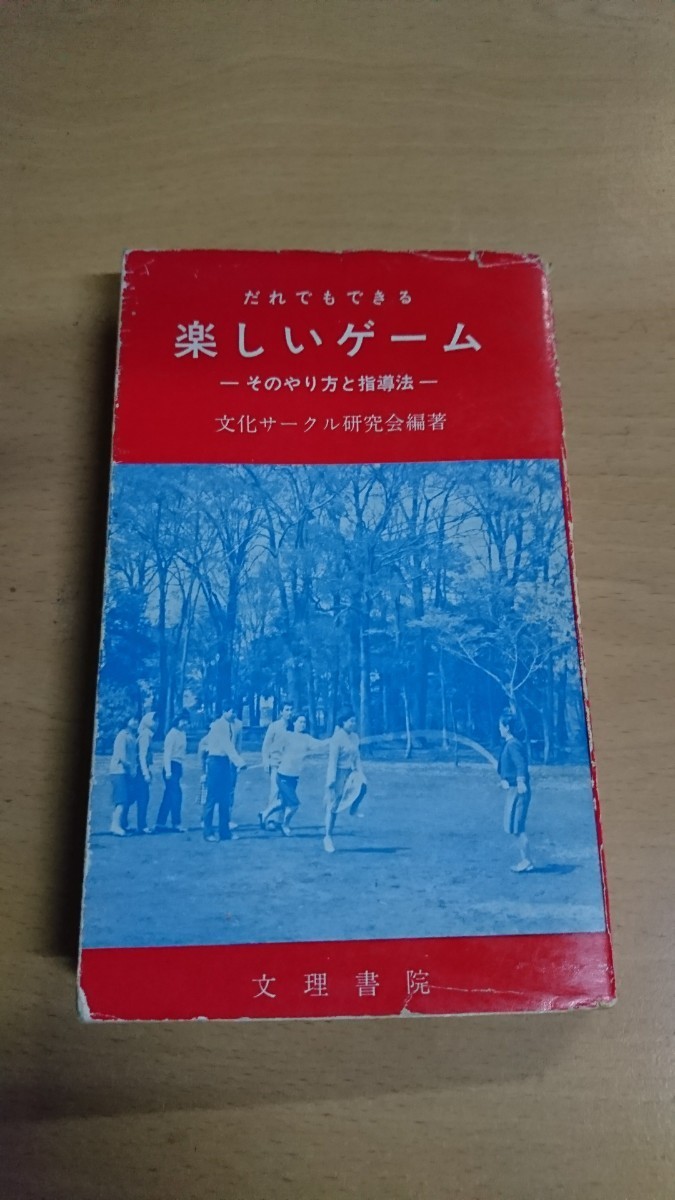 だれでもできる
楽しいゲーム
―そのやり方と指導法―
文化サークル研究会編著
文理書院